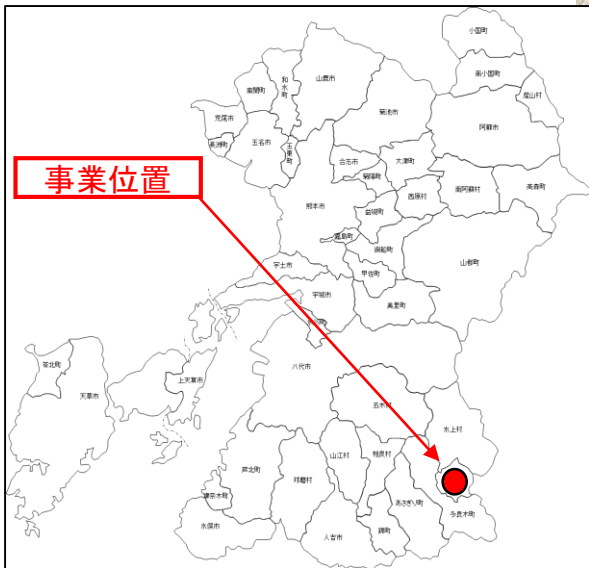 小国町
南小国町
産山村
山鹿市
和水町
南関町
菊池市
荒尾市
阿蘇市
玉名市
長洲町
玉東町
合志市
大津町
菊陽町
事業位置
西原村
南阿蘇村
高森町
熊本市
益城町
嘉島町
御船町
山都町
宇土市
甲佐町
宇城市
美里町
八代市
苓北町
上天草市
天草市
五木村
水上村
山江村
相良村
芦北町
球磨村
あさぎり町
津奈木町
多良木町
錦町
水俣市
人吉市